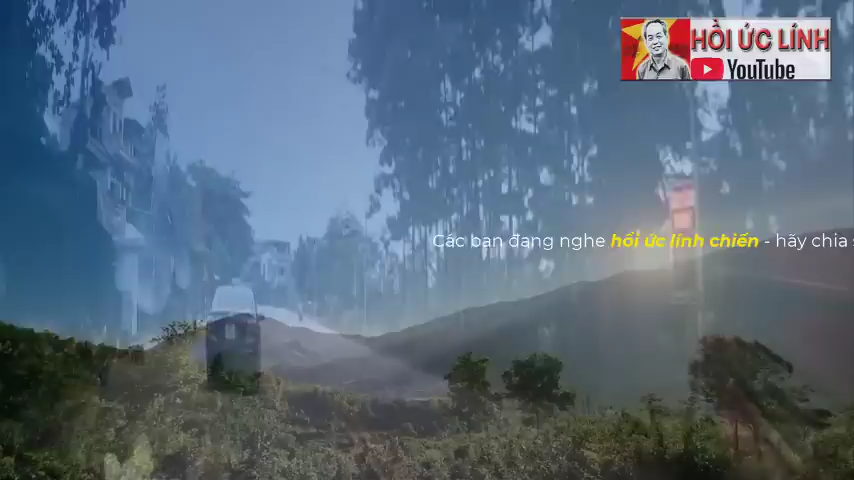 HỒI ỨC LÍNH
YouTube
Các bạn đang nghe hồi ức lính chiến - hãy chia